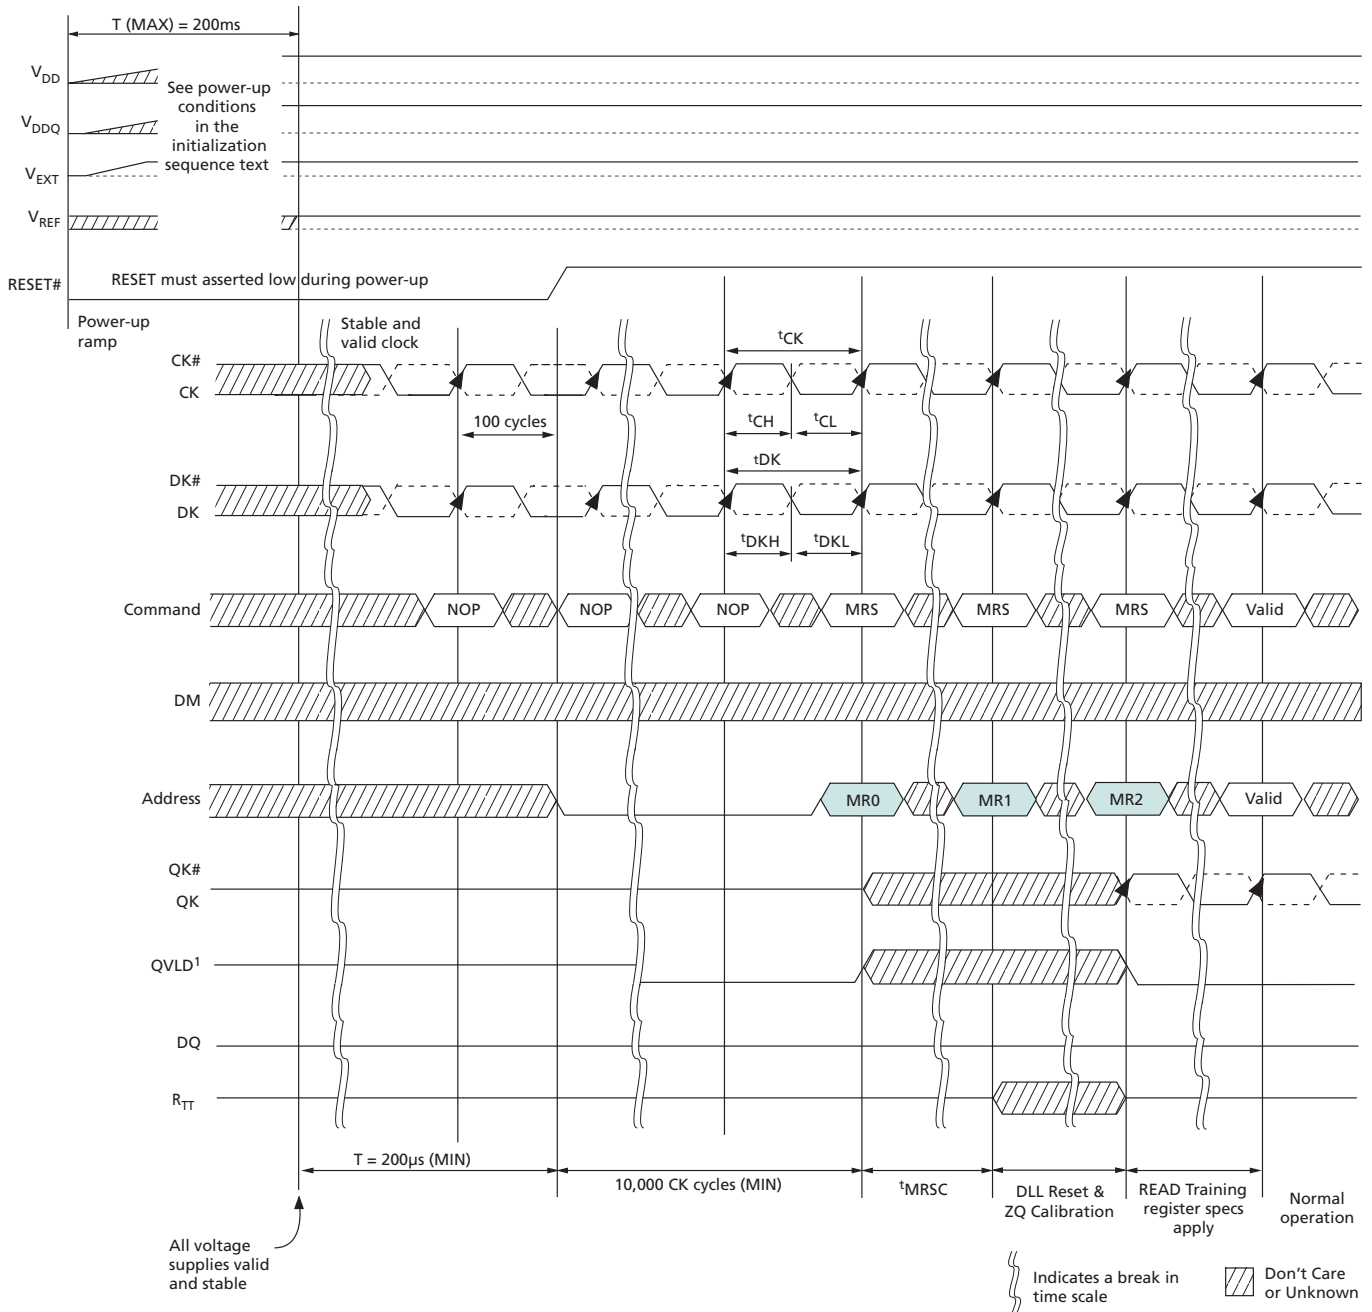 T (MAX) = 200ms
VDD
See power-up
conditions
in the
initialization
sequence text
VDDQ
VEXT
VREF
RESET#
RESET must asserted low during power-up
Power-up
ramp
Stable and
valid clock
tCK
CK#
CK
100 cycles
tCH
tCL
tDK
DK#
DK
tDKH
tDKL
Command
NOP
NOP
NOP
MRS
MRS
MRS
Valid
DM
Address
MR0
MR1
MR2
Valid
QK#
QK
QVLD1
DQ
RTT
T = 200µs (MIN)
10,000 CK cycles (MIN)
tMRSC
DLL Reset &
ZQ Calibration
READ Training
register specs
apply
Normal
operation
All voltage
supplies valid
and stable
Indicates a break in
time scale
Don't Care
or Unknown